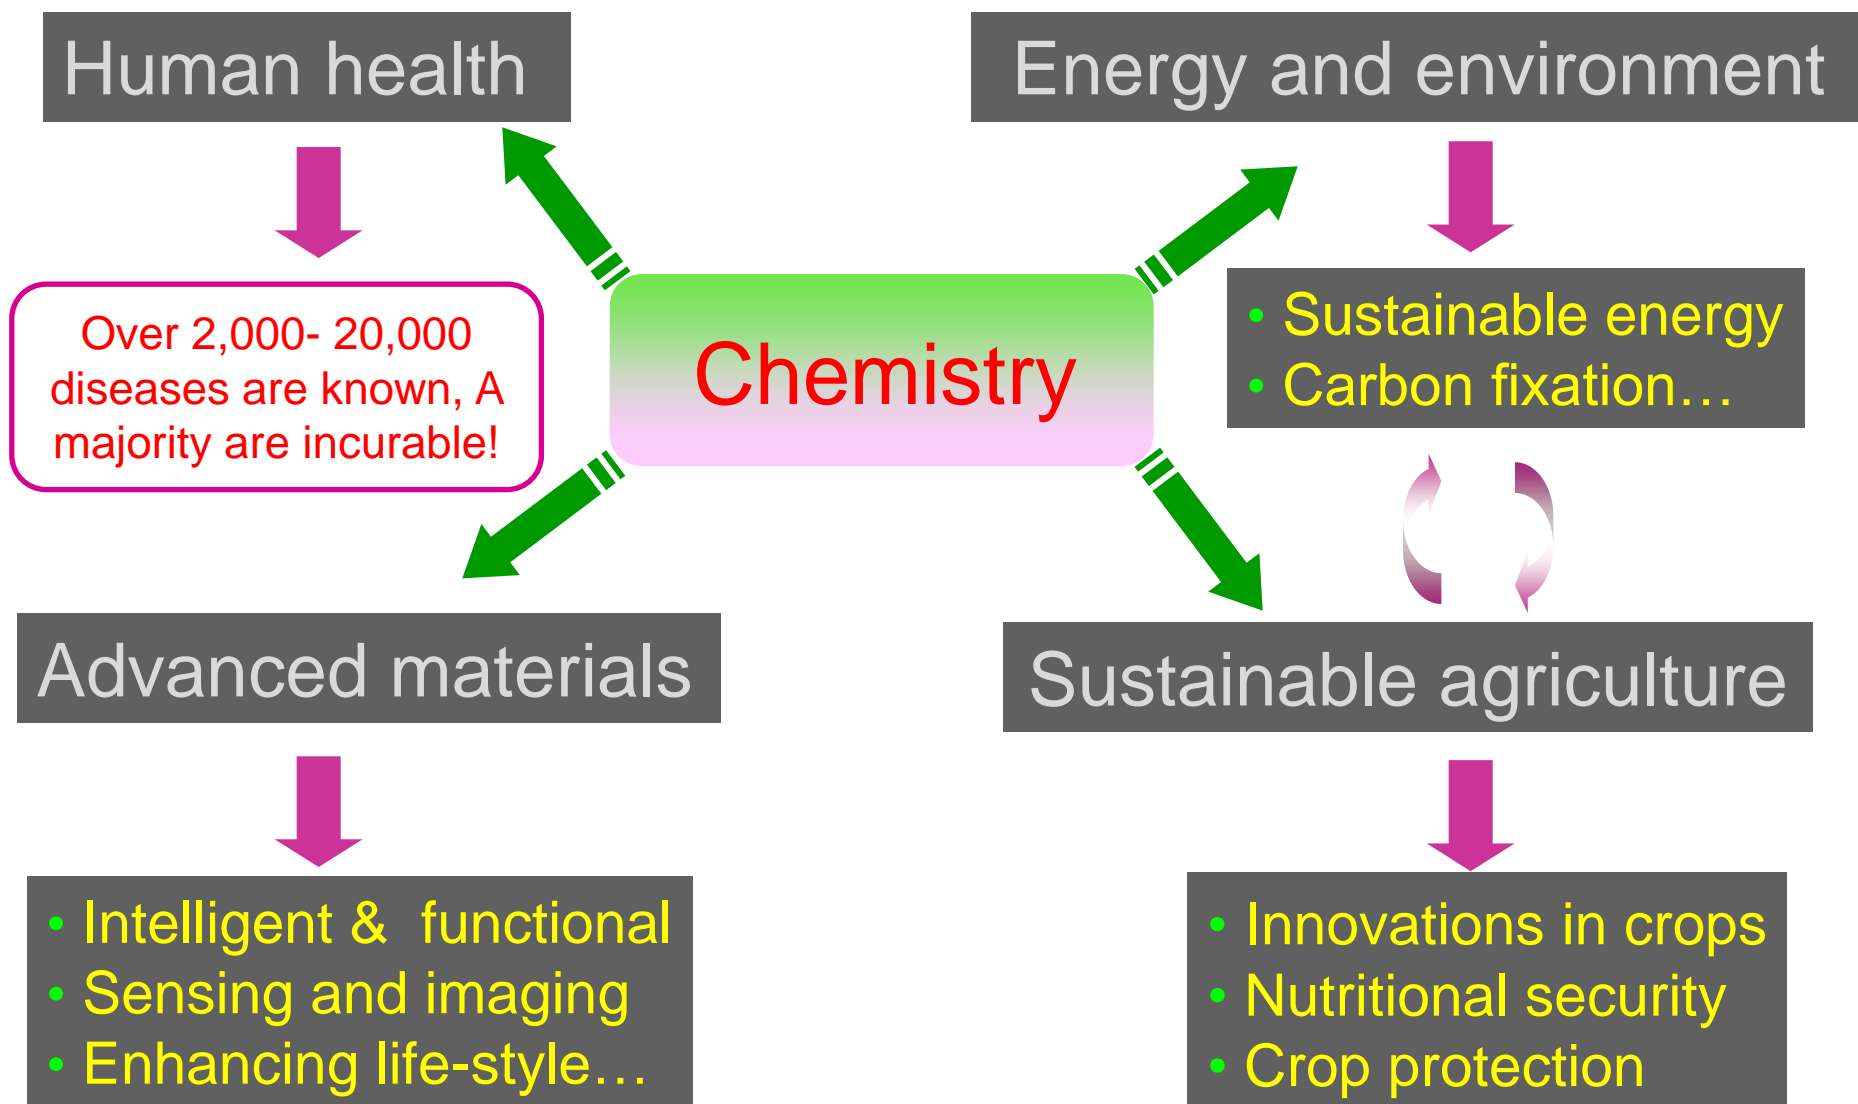 Human health
Energy and environment
Over 2,000- 20,000
diseases are known, A
majority are incurable!
Chemistry
• Sustainable energy
• Carbon fixation…
Advanced materials
Sustainable agriculture
• Intelligent &  functional
• Sensing and imaging
• Enhancing life-style…
• Innovations in crops
• Nutritional security
• Crop protection